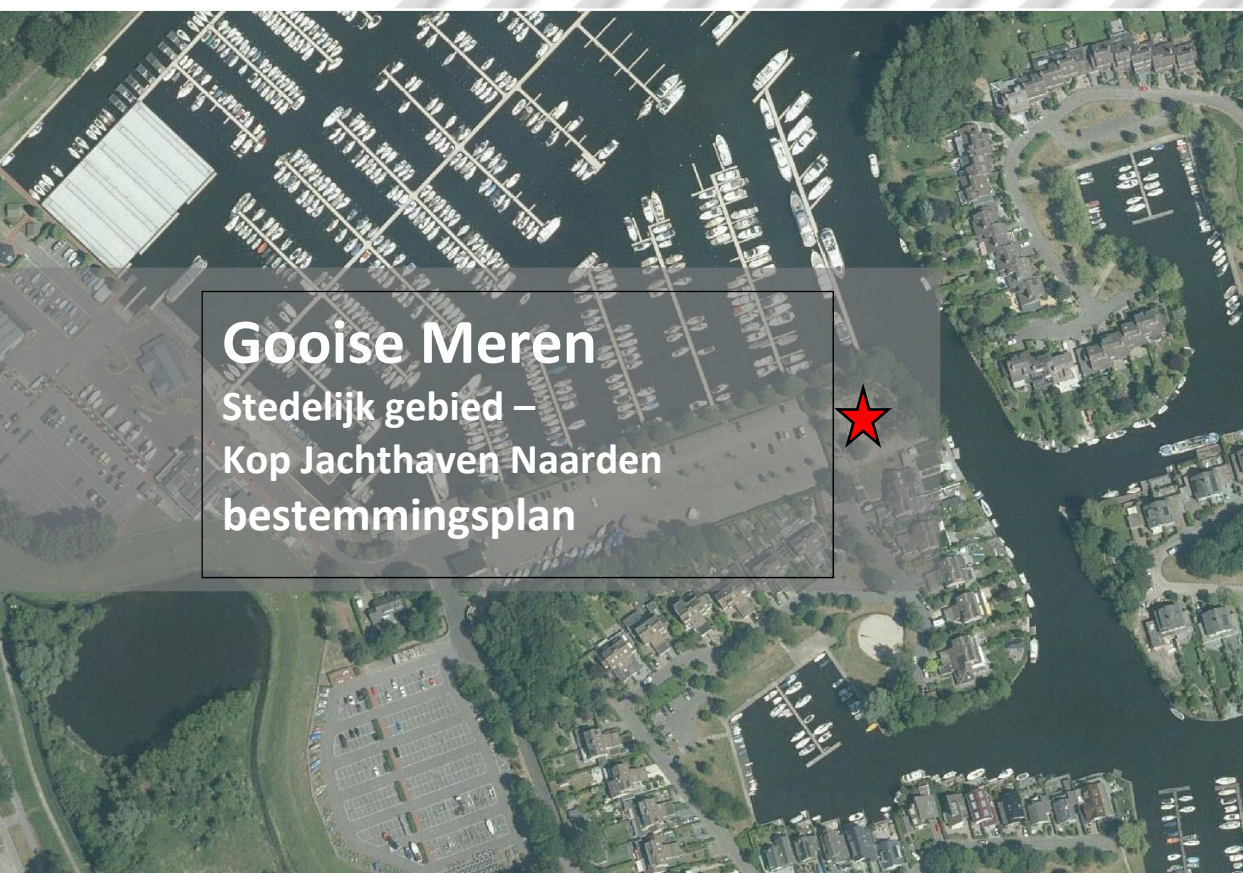 Gooise Meren
Stedelijk gebied –
Kop Jachthaven Naarden
bestemmingsplan